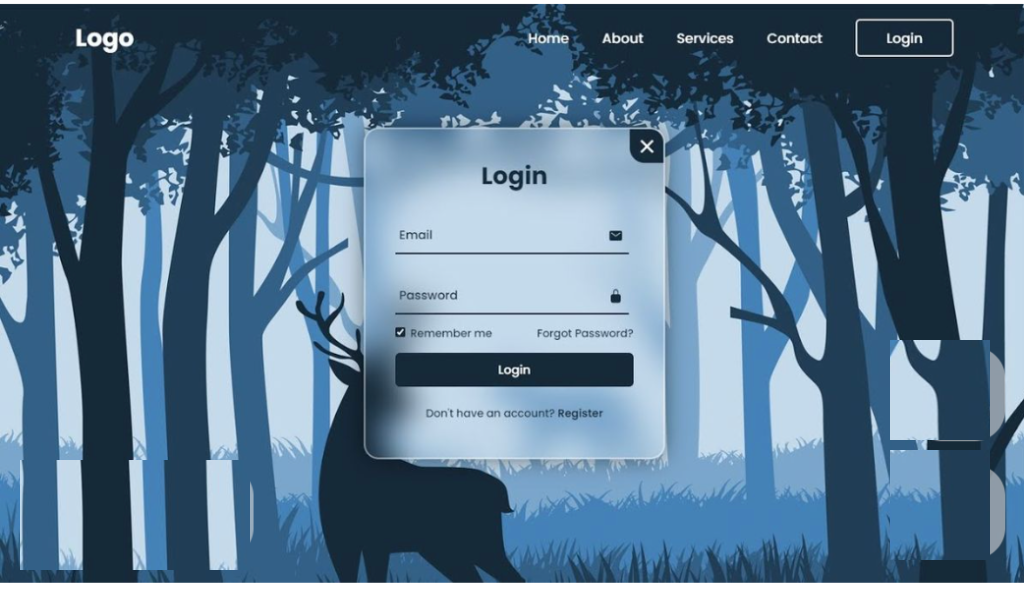 Logo
Home About Services Contact Login
Login
Email
Password
Remember me Forgot Password?
Login
Don't have an account? Register